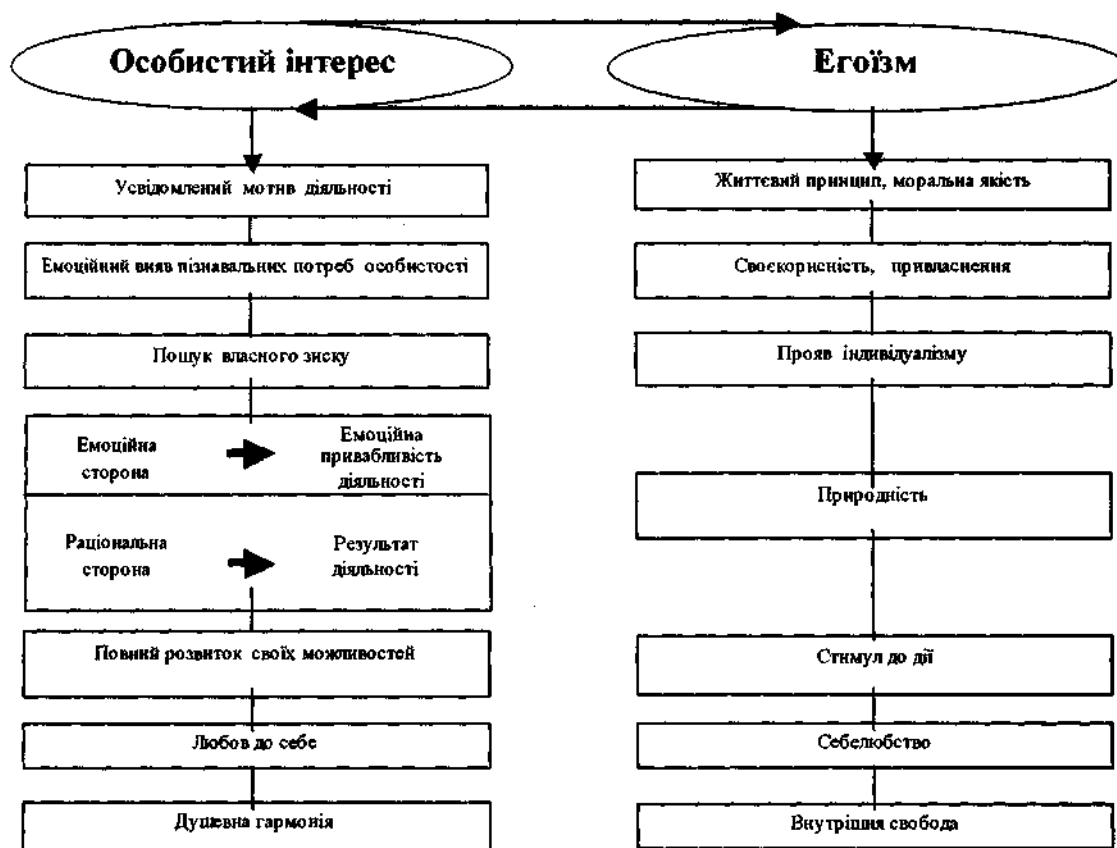 Особистий інтерес
Усвідомлений мотив діяльності
Емоційний вияв пізнавальних потреб особистості
Пошук власного зиску
Емоційна
сторона
Емоційна
привабливість
діяльності
Раціональна
сторона
Результат
діяльності
Повний розвиток своїх можливостей
Любов до себе
Душевна гармонія
Егоїзм
Життєвий принцип, моральна якість
Своєкорисність, привласнення
Прояв індивідуалізму
Природність
Стимул до дії
Себелюбство
Внутрішня свобода